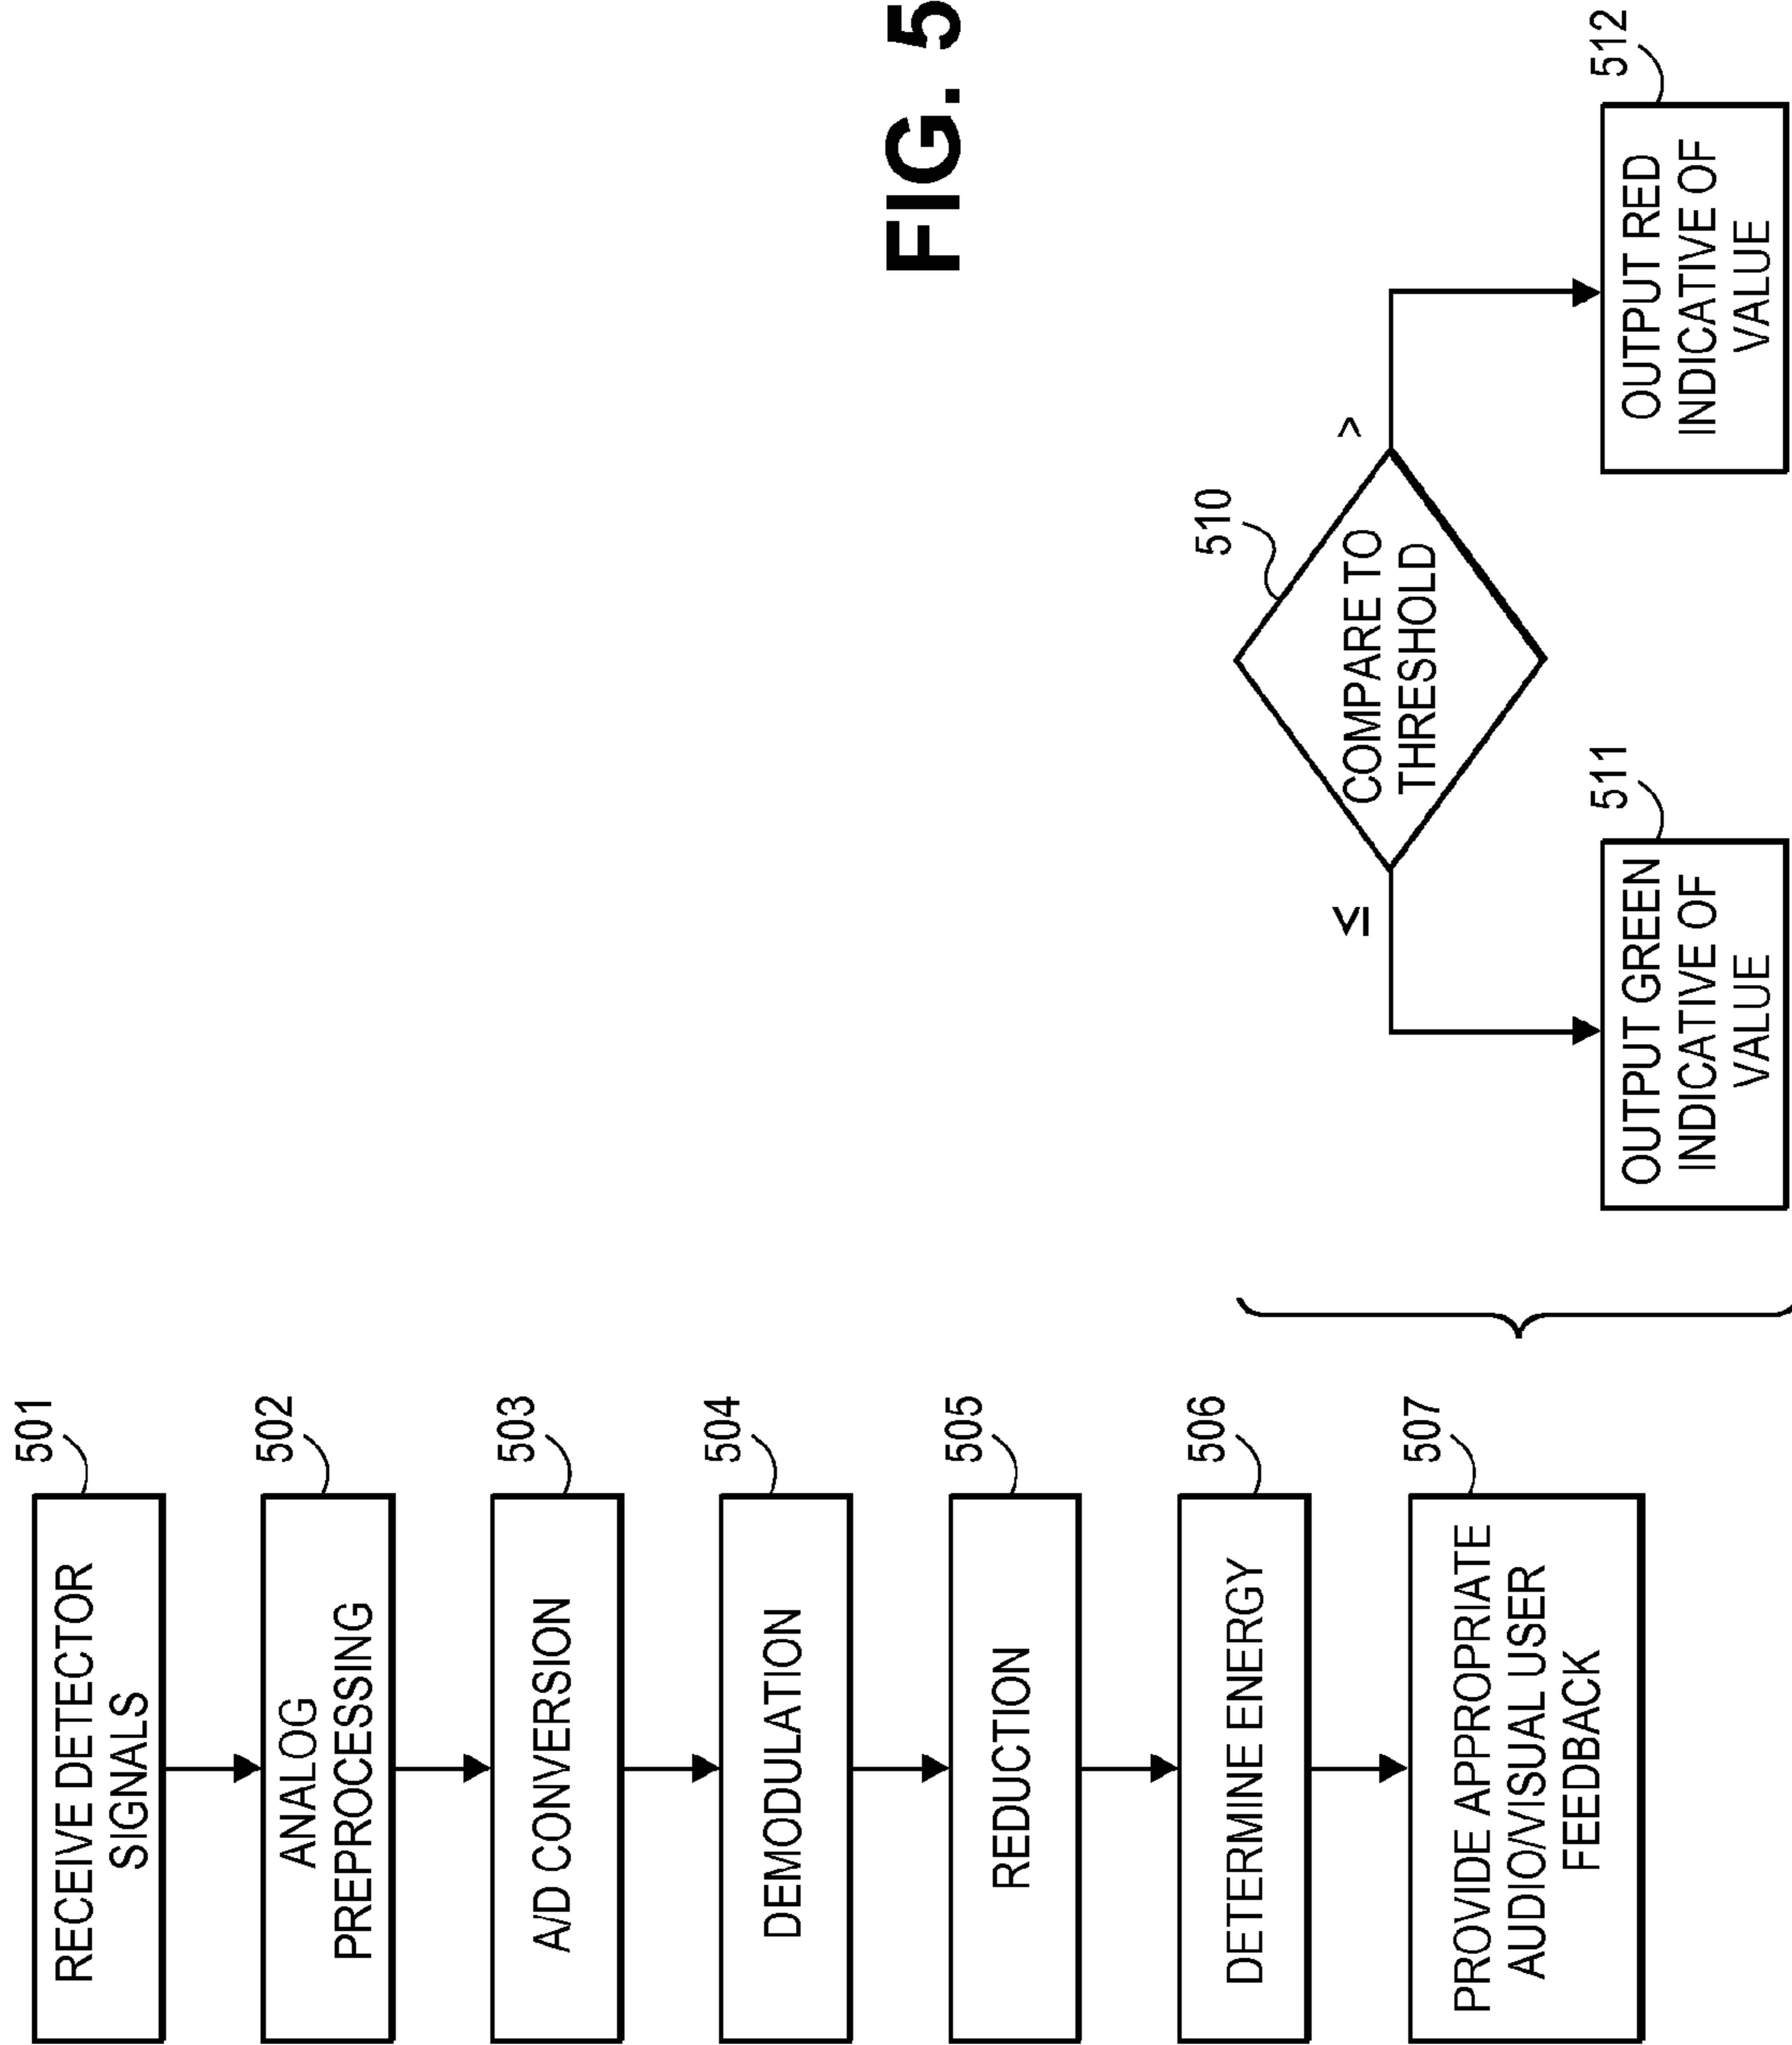 501
RECEIVE DETECTOR
SIGNALS
502
ANALOG
PREPROCESSING
503
A/D CONVERSION
504
DEMODULATION
505
REDUCTION
506
DETERMINE ENERGY
507
PROVIDE APPROPRIATE
AUDIO/VISUAL USER
FEEDBACK
510
COMPARE TO
THRESHOLD
≤
>
511
OUTPUT GREEN
INDICATIVE OF
VALUE
512
OUTPUT RED
INDICATIVE OF
VALUE
FIG. 5